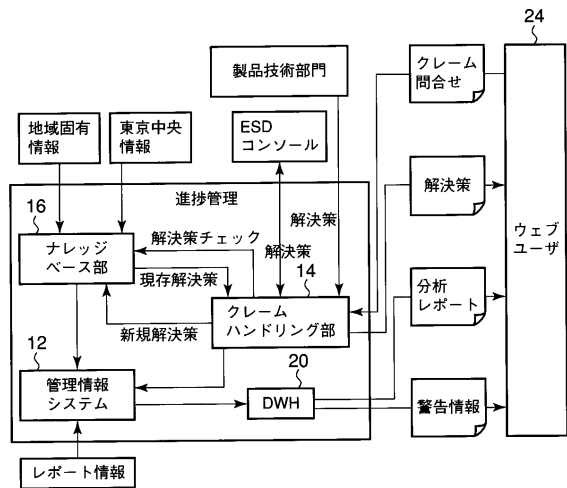 24
製品技術部門
クレーム
問合せ
地域固有
情報
東京中央
情報
ESD
コンソール
進捗管理
解決策
16
解決策チェック
解決策
解決策
ナレッジ
ベース部
現存解決策
14
ウェブ
ユーザ
クレーム
ハンドリング部
分析
レポート
新規解決策
12
20
管理情報
システム
DWH
警告情報
レポート情報